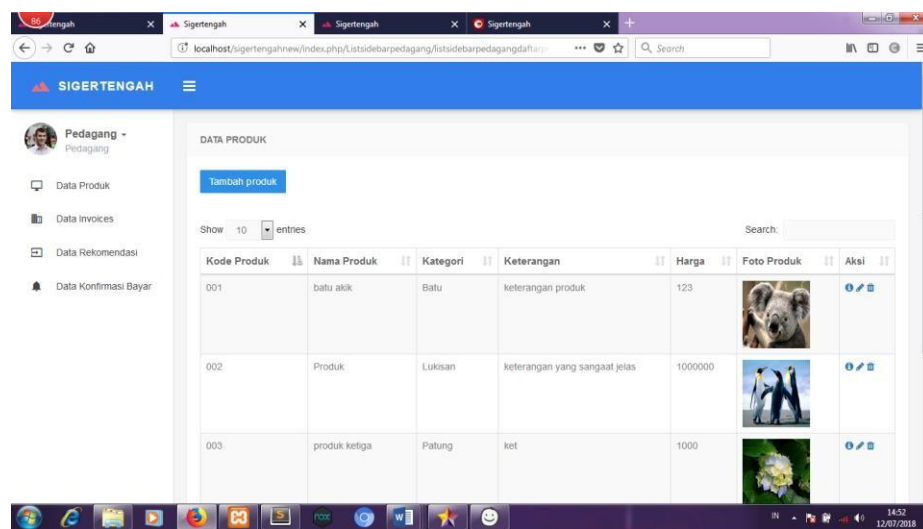 86
Sigertengah
Sigertengah
Sigertengah
localhost/sigertengahnew/index.php/Listsidebarpedagang/listsidebarpedagangdaftar
Search
SIGERTENGAH
Pedagang
Pedagang
Data Produk
Data Invoices
Data Rekomendasi
Data Konfirmasi Bayar
DATA PRODUK
Tambah produk
Show 10 entries
Search:
Kode Produk Nama Produk Kategori Keterangan Harga Foto Produk Aksi
001 batu akik Batu keterangan produk 123
002 Produk Lukisan keterangan yang sangaat jelas 1000000
003 produk ketiga Patung ket 1000
IN
14:52
12/07/2018